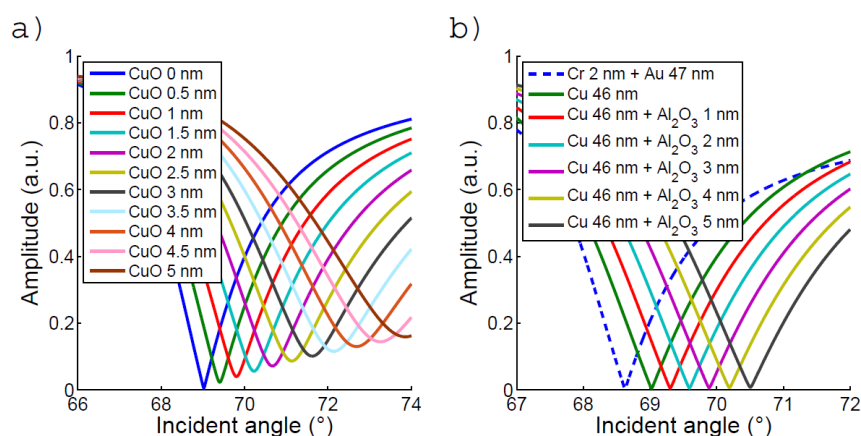 a)
1
0.8
0.6
0.4
0.2
0
66
68
70
72
74
Amplitude (a.u.)
Incident angle (°)
CuO 0 nm
CuO 0.5 nm
CuO 1 nm
CuO 1.5 nm
CuO 2 nm
CuO 2.5 nm
CuO 3 nm
CuO 3.5 nm
CuO 4 nm
CuO 4.5 nm
CuO 5 nm
b)
1
0.8
0.6
0.4
0.2
0
67
68
69
70
71
72
Amplitude (a.u.)
Incident angle (°)
Cr 2 nm + Au 47 nm
Cu 46 nm
Cu 46 nm + Al₂O₃ 1 nm
Cu 46 nm + Al₂O₃ 2 nm
Cu 46 nm + Al₂O₃ 3 nm
Cu 46 nm + Al₂O₃ 4 nm
Cu 46 nm + Al₂O₃ 5 nm